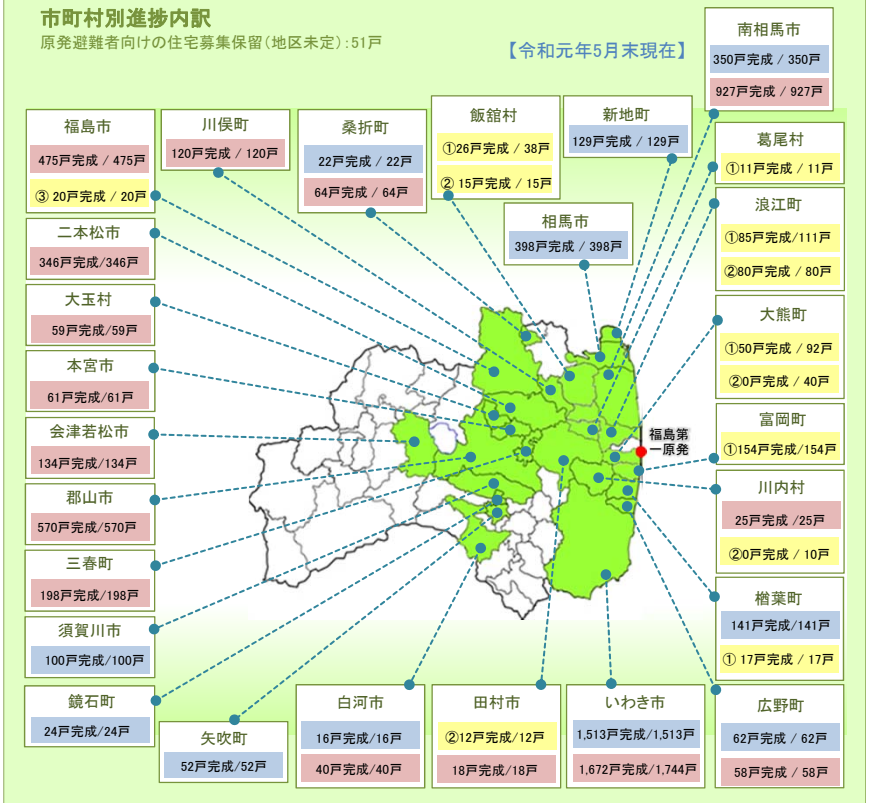 市町村別進捗内訳
原発避難者向けの住宅募集保留(地区未定):51戸
【令和元年5月末現在】
南相馬市
350戸完成 / 350戸
927戸完成 / 927戸
福島市
475戸完成 / 475戸
③ 20戸完成 / 20戸
川俣町
120戸完成 / 120戸
桑折町
22戸完成 / 22戸
64戸完成 / 64戸
飯舘村
①26戸完成 / 38戸
② 15戸完成 / 15戸
新地町
129戸完成 / 129戸
相馬市
398戸完成 / 398戸
葛尾村
①11戸完成 / 11戸
浪江町
①85戸完成/111戸
②80戸完成 / 80戸
二本松市
346戸完成/346戸
大玉村
59戸完成/59戸
大熊町
①50戸完成 / 92戸
②0戸完成 / 40戸
本宮市
61戸完成/61戸
会津若松市
134戸完成/134戸
富岡町
①154戸完成/154戸
福島第
一原発
郡山市
570戸完成/570戸
川内村
25戸完成 /25戸
②0戸完成 / 10戸
三春町
198戸完成/198戸
楢葉町
141戸完成/141戸
① 17戸完成 / 17戸
須賀川市
100戸完成/100戸
鏡石町
24戸完成/24戸
矢吹町
52戸完成/52戸
白河市
16戸完成/16戸
40戸完成/40戸
田村市
②12戸完成/12戸
18戸完成/18戸
いわき市
1,513戸完成/1,513戸
1,672戸完成/1,744戸
広野町
62戸完成 / 62戸
58戸完成 / 58戸